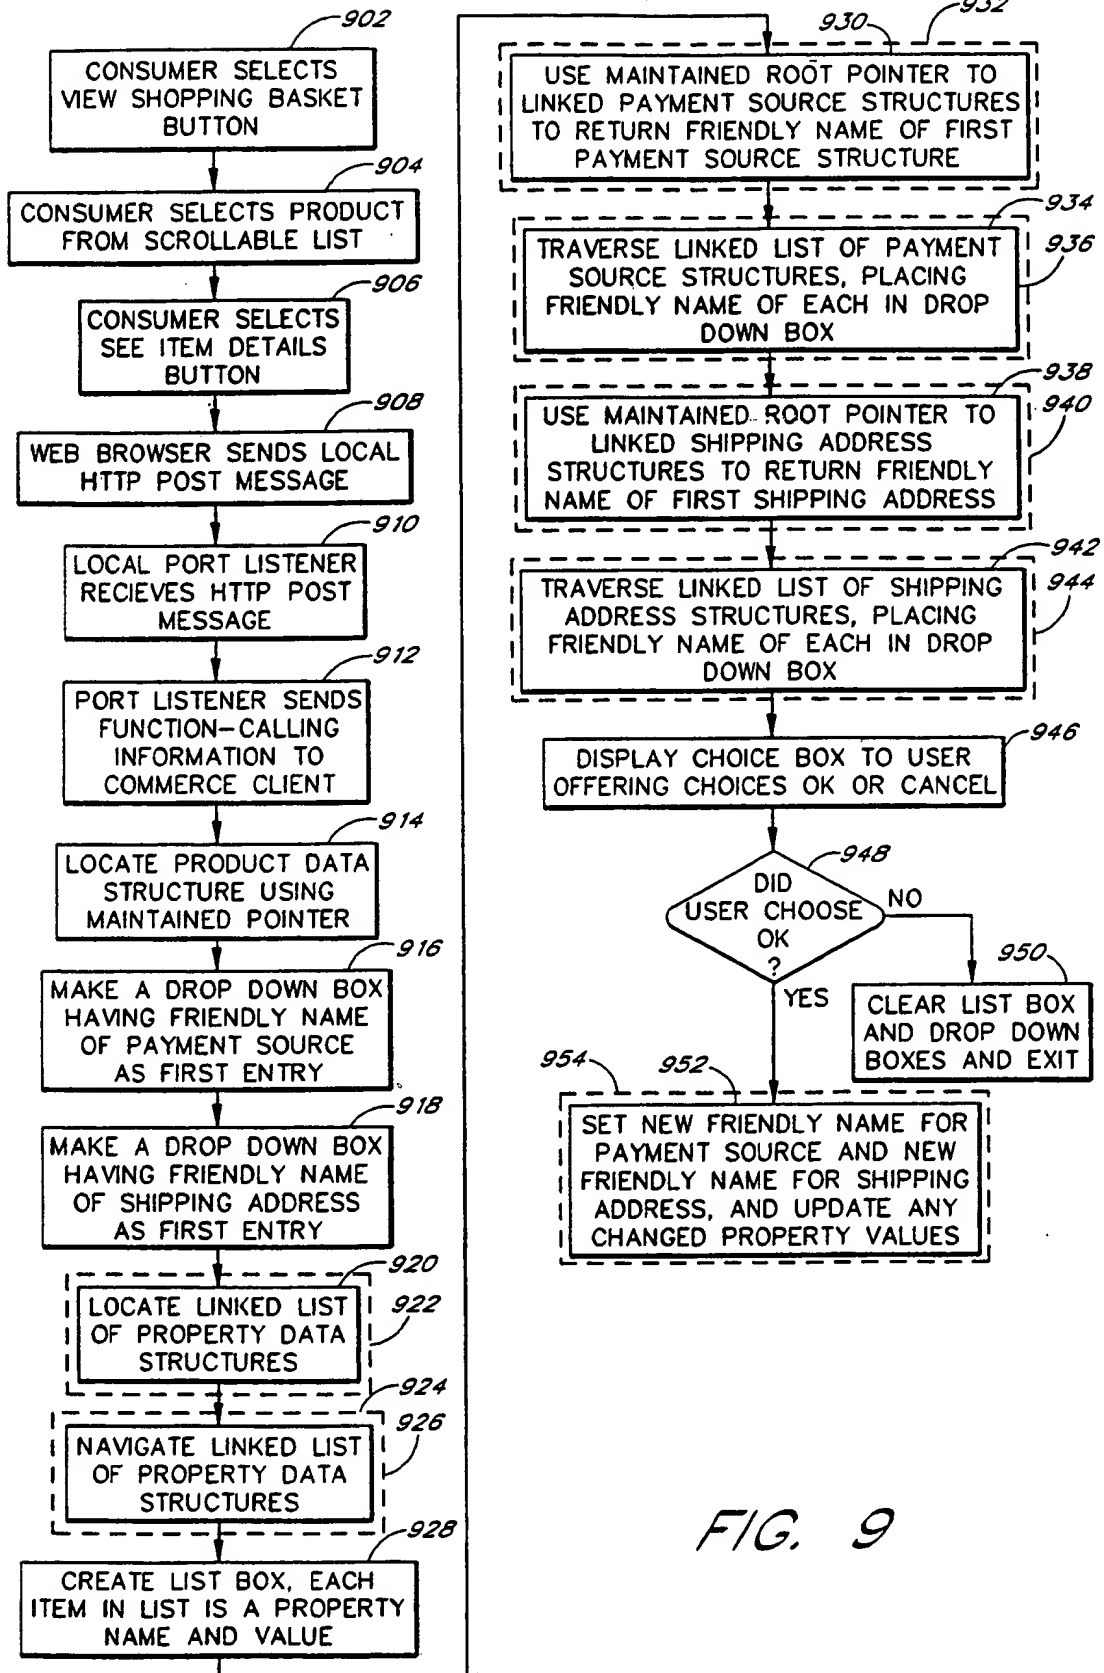 902
CONSUMER SELECTS
VIEW SHOPPING BASKET
BUTTON
904
CONSUMER SELECTS PRODUCT
FROM SCROLLABLE LIST
906
CONSUMER SELECTS
SEE ITEM DETAILS
BUTTON
908
WEB BROWSER SENDS LOCAL
HTTP POST MESSAGE
910
LOCAL PORT LISTENER
RECIEVES HTTP POST
MESSAGE
912
PORT LISTENER SENDS
FUNCTION-CALLING
INFORMATION TO
COMMERCE CLIENT
914
LOCATE PRODUCT DATA
STRUCTURE USING
MAINTAINED POINTER
916
MAKE A DROP DOWN BOX
HAVING FRIENDLY NAME
OF PAYMENT SOURCE
AS FIRST ENTRY
918
MAKE A DROP DOWN BOX
HAVING FRIENDLY NAME
OF SHIPPING ADDRESS
AS FIRST ENTRY
920
922
LOCATE LINKED LIST
OF PROPERTY DATA
STRUCTURES
924
926
NAVIGATE LINKED LIST
OF PROPERTY DATA
STRUCTURES
928
CREATE LIST BOX, EACH
ITEM IN LIST IS A PROPERTY
NAME AND VALUE
930
932
USE MAINTAINED ROOT POINTER TO
LINKED PAYMENT SOURCE STRUCTURES
TO RETURN FRIENDLY NAME OF FIRST
PAYMENT SOURCE STRUCTURE
934
936
TRAVERSE LINKED LIST OF PAYMENT
SOURCE STRUCTURES, PLACING
FRIENDLY NAME OF EACH IN DROP
DOWN BOX
938
940
USE MAINTAINED ROOT POINTER TO
LINKED SHIPPING ADDRESS
STRUCTURES TO RETURN FRIENDLY
NAME OF FIRST SHIPPING ADDRESS
942
944
TRAVERSE LINKED LIST OF SHIPPING
ADDRESS STRUCTURES, PLACING
FRIENDLY NAME OF EACH IN DROP
DOWN BOX
946
DISPLAY CHOICE BOX TO USER
OFFERING CHOICES OK OR CANCEL
948
DID
USER CHOOSE
OK
?
NO
YES
950
CLEAR LIST BOX
AND DROP DOWN
BOXES AND EXIT
954
952
SET NEW FRIENDLY NAME FOR
PAYMENT SOURCE AND NEW
FRIENDLY NAME FOR SHIPPING
ADDRESS, AND UPDATE ANY
CHANGED PROPERTY VALUES
FIG. 9